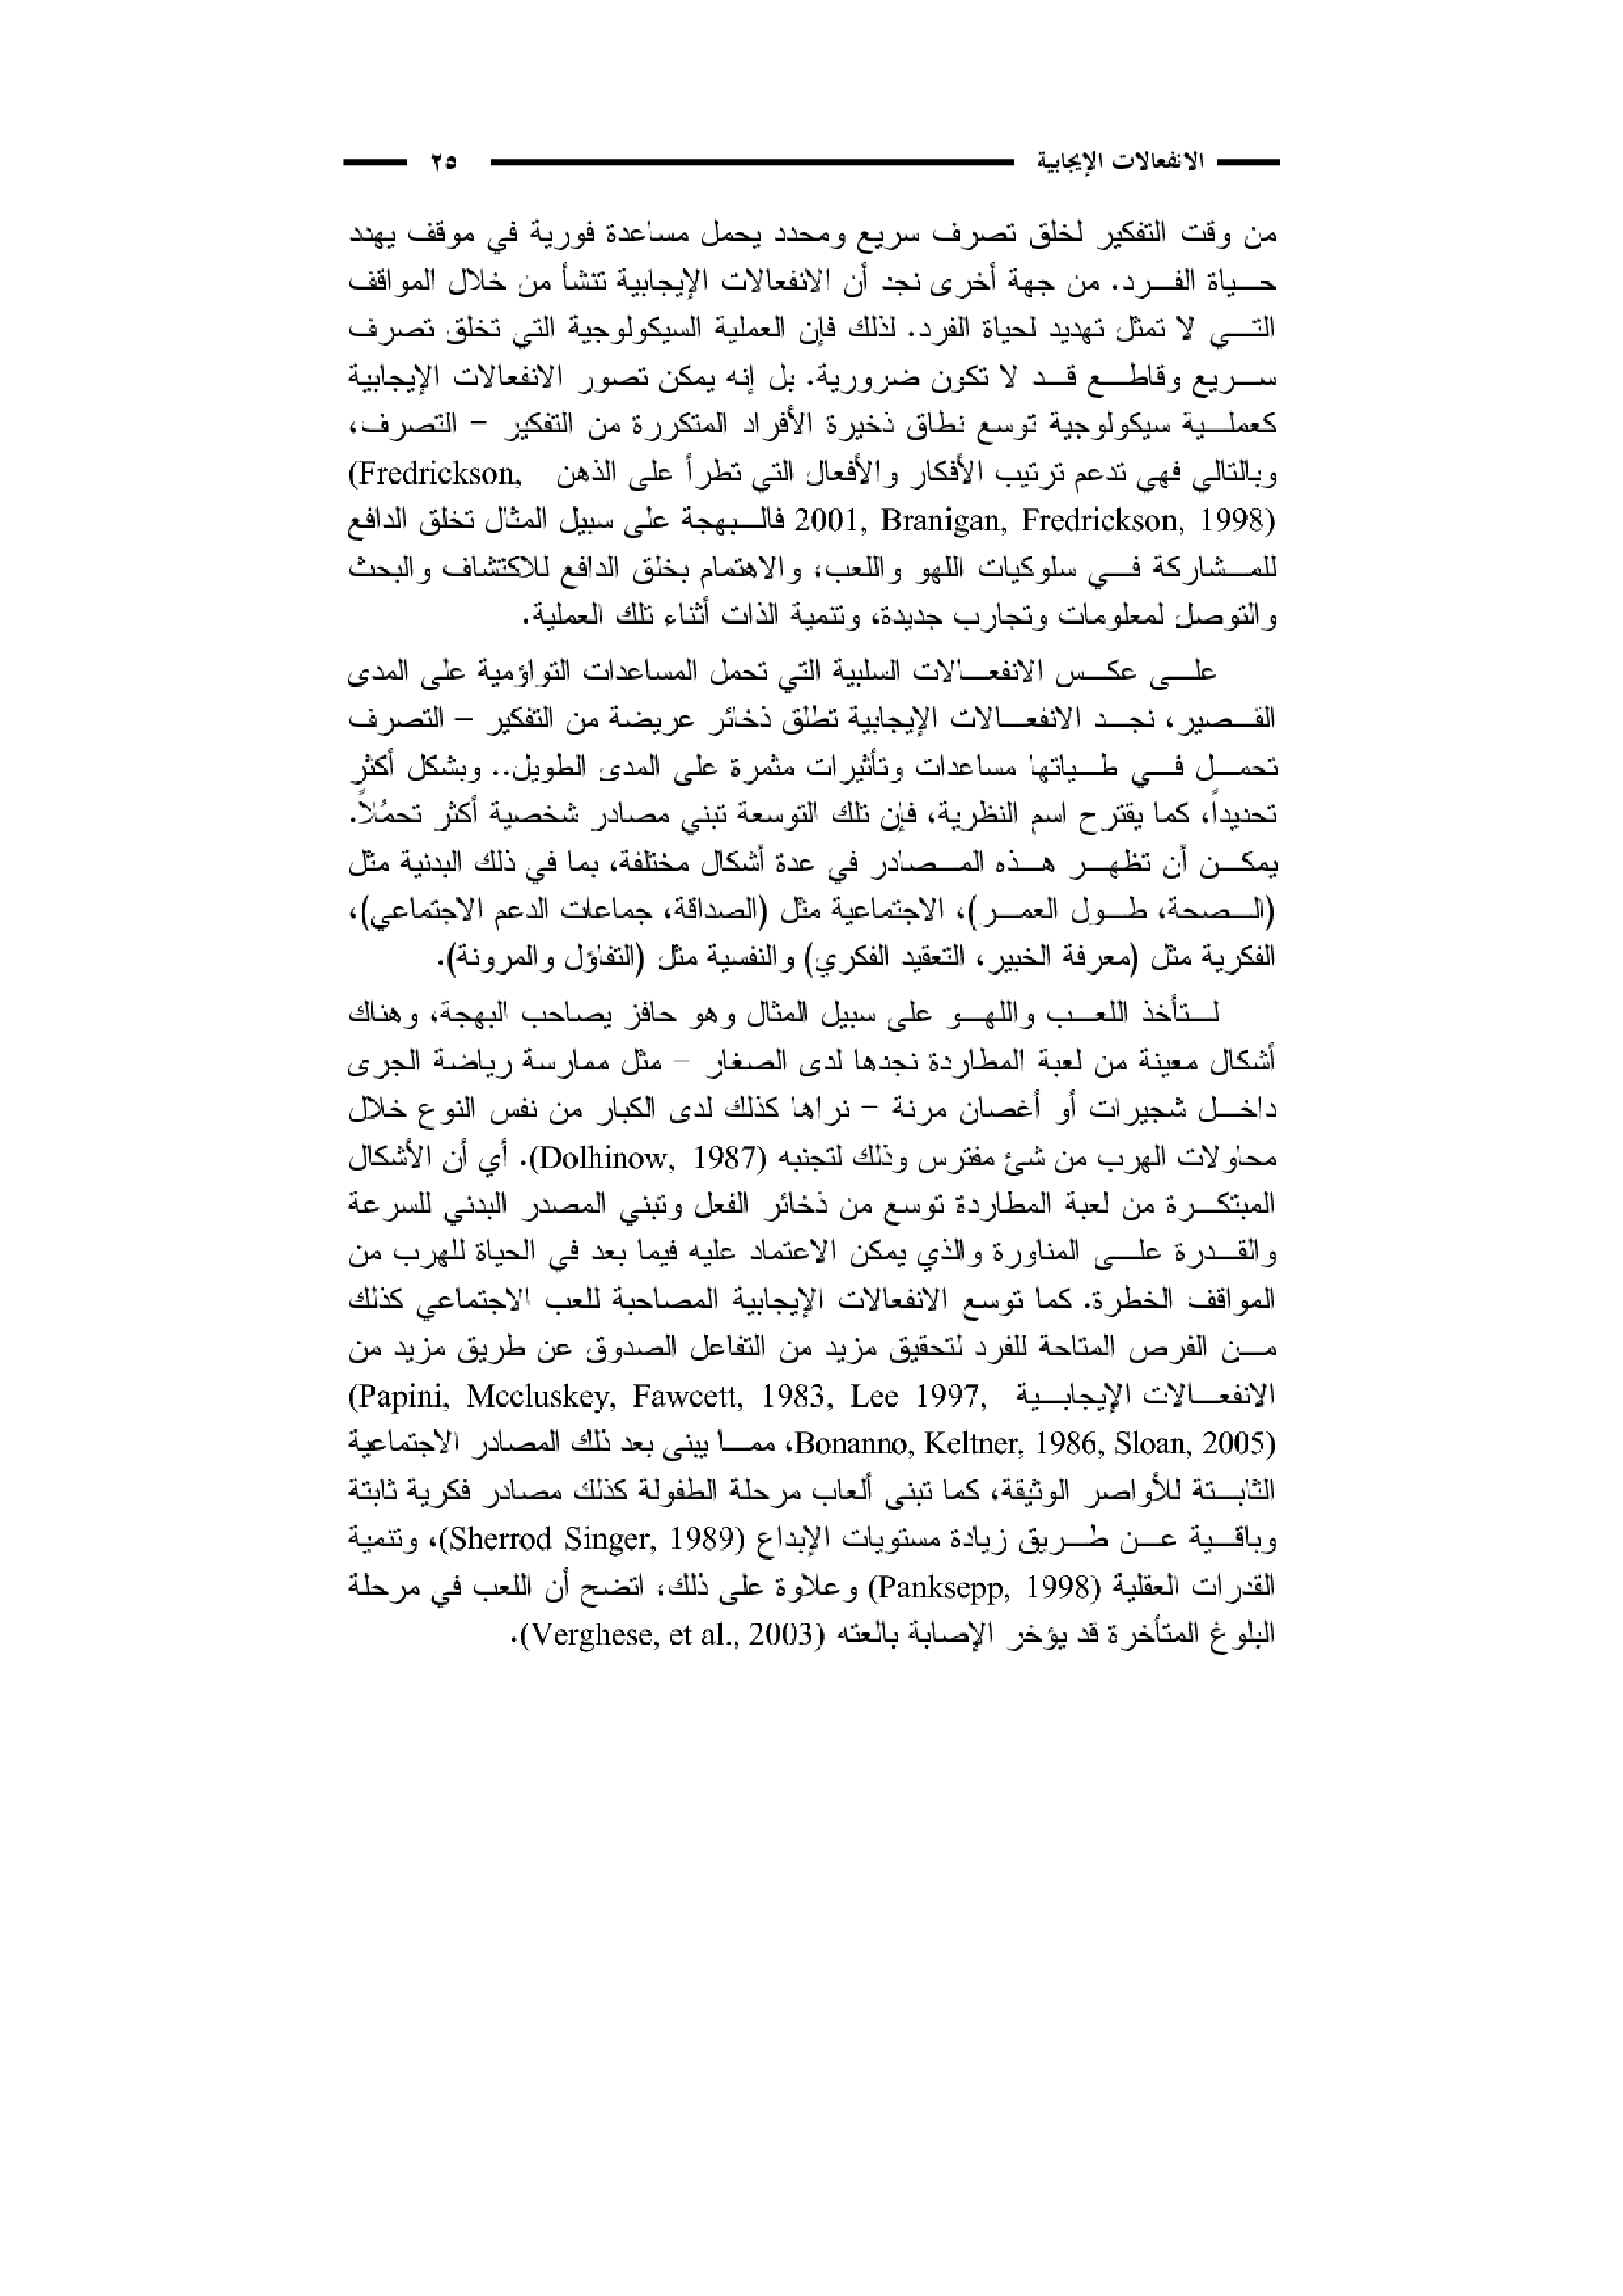 الانفعالات الإيجابية ٢٥
من وقت التفكير لخلق تصرف سريع ومحدد يحمل مساعدة فورية في موقف يهدد
حياة الفرد. من جهة أخرى نجد أن الانفعالات الإيجابية تنشأ من خلال المواقف
التي لا تمثل تهديد لحياة الفرد. لذلك فإن العملية السيكولوجية التي تخلق تصرف
سريع وقاطع قد لا تكون ضرورية. بل إنه يمكن تصور الانفعالات الإيجابية
كعملية سيكولوجية توسع نطاق ذخيرة الأفراد المتكررة من التفكير – التصرف،
وبالتالي فهي تدعم ترتيب الأفكار والأفعال التي تطرأ على الذهن (Fredrickson,
2001, Branigan, Fredrickson, 1998) فالبهجة على سبيل المثال تخلق الدافع
للمشاركة في سلوكيات اللهو واللعب، والاهتمام بخلق الدافع للاكتشاف والبحث
والتوصل لمعلومات وتجارب جديدة، وتنمية الذات أثناء تلك العملية.
على عكس الانفعالات السلبية التي تحمل المساعدات التواؤمية على المدى
القصير، نجد الانفعالات الإيجابية تطلق ذخائر عريضة من التفكير – التصرف
تحمل في طياتها مساعدات وتأثيرات مثمرة على المدى الطويل.. وبشكل أكثر
تحديداً، كما يقترح اسم النظرية، فإن تلك التوسعة تبني مصادر شخصية أكثر تحمُلاً.
يمكن أن تظهر هذه المصادر في عدة أشكال مختلفة، بما في ذلك البدنية مثل
(الصحة، طول العمر)، الاجتماعية مثل (الصداقة، جماعات الدعم الاجتماعي)،
الفكرية مثل (معرفة الخبير، التعقيد الفكري) والنفسية مثل (التفاؤل والمرونة).
لتأخذ اللعب واللهو على سبيل المثال وهو حافز يصاحب البهجة، وهناك
أشكال معينة من لعبة المطاردة نجدها لدى الصغار – مثل ممارسة رياضة الجرى
داخل شجيرات أو أغصان مرنة – نراها كذلك لدى الكبار من نفس النوع خلال
محاولات الهرب من شئ مفترس وذلك لتجنبه (Dolhinow, 1987). أي أن الأشكال
المبتكرة من لعبة المطاردة توسع من ذخائر الفعل وتبني المصدر البدني للسرعة
والقدرة على المناورة والذي يمكن الاعتماد عليه فيما بعد في الحياة للهرب من
المواقف الخطرة. كما توسع الانفعالات الإيجابية المصاحبة للعب الاجتماعي كذلك
من الفرص المتاحة للفرد لتحقيق مزيد من التفاعل الصدوق عن طريق مزيد من
الانفعالات الإيجابية (Papini, Mccluskey, Fawcett, 1983, Lee 1997,
Bonanno, Keltner, 1986, Sloan, 2005)، مما يبنى بعد ذلك المصادر الاجتماعية
الثابتة للأواصر الوثيقة، كما تبنى ألعاب مرحلة الطفولة كذلك مصادر فكرية ثابتة
وباقية عن طريق زيادة مستويات الإبداع (Sherrod Singer, 1989)، وتنمية
القدرات العقلية (Panksepp, 1998) وعلاوة على ذلك، اتضح أن اللعب في مرحلة
البلوغ المتأخرة قد يؤخر الإصابة بالعته (Verghese, et al., 2003).